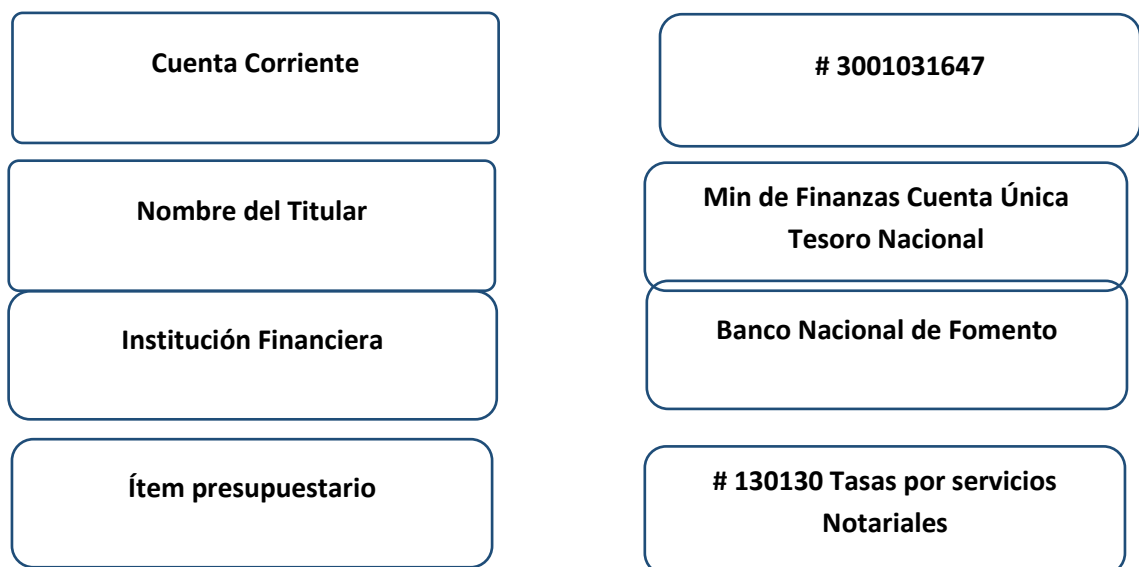 Cuenta Corriente
# 3001031647
Nombre del Titular
Min de Finanzas Cuenta Única
Tesoro Nacional
Institución Financiera
Banco Nacional de Fomento
Ítem presupuestario
# 130130 Tasas por servicios
Notariales